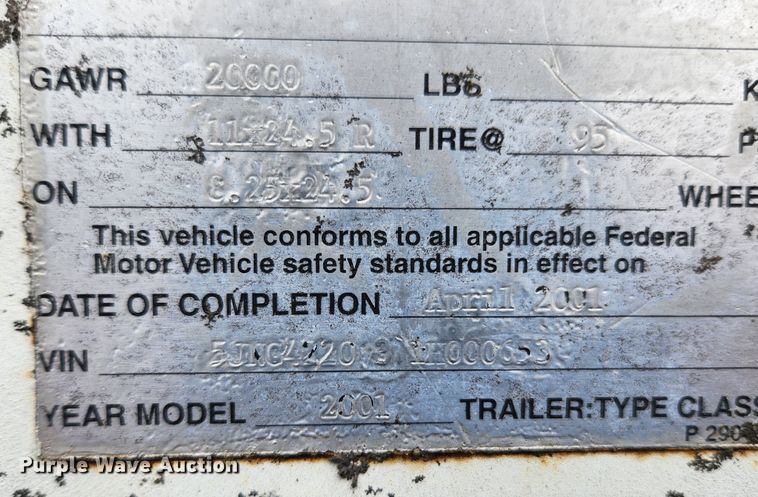 GAWR 20000 LBS K
WITH 11x24.5 R TIRE@ 95 P
ON 8.25x24.5 WHEE
This vehicle conforms to all applicable Federal
Motor Vehicle safety standards in effect on
DATE OF COMPLETION April 2001
VIN
YEAR MODEL 2001 TRAILER:TYPE CLASS
P 290
Purple Wave Auction